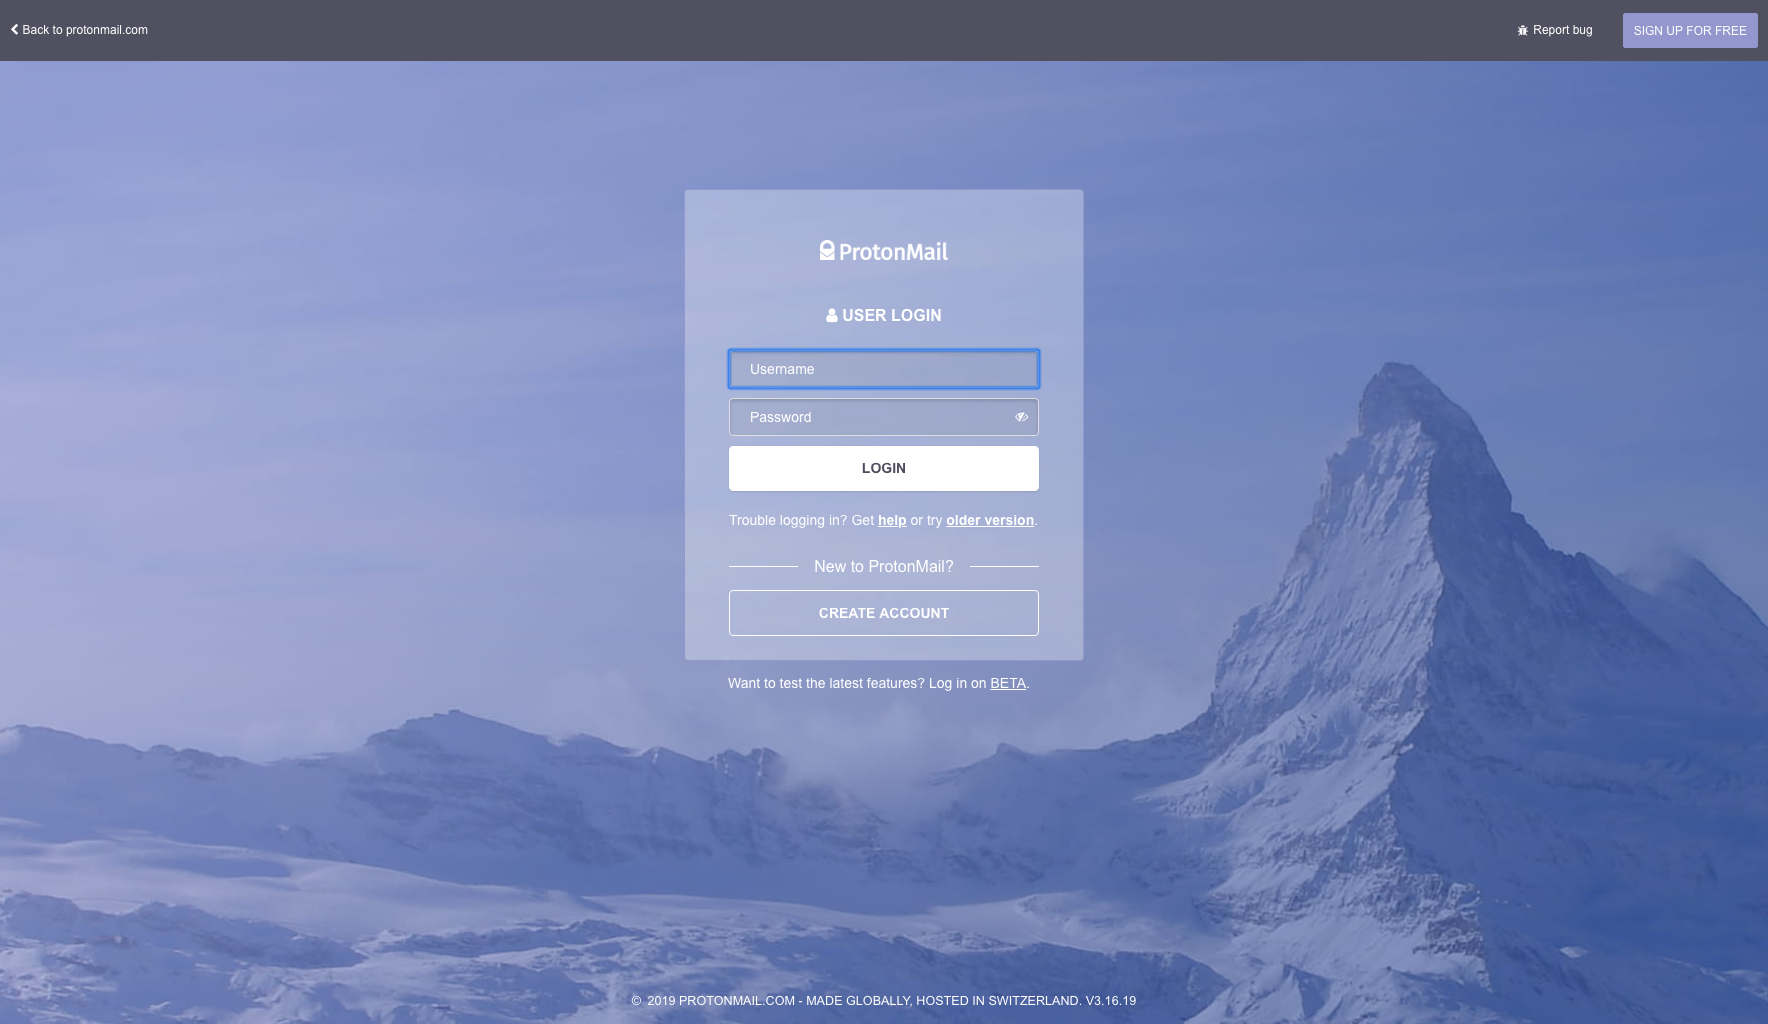 Back to protonmail.com
Report bug
SIGN UP FOR FREE
ProtonMail
USER LOGIN
Username
Password
LOGIN
Trouble logging in? Get help or try older version.
New to ProtonMail?
CREATE ACCOUNT
Want to test the latest features? Log in on BETA.
© 2019 PROTONMAIL.COM - MADE GLOBALLY, HOSTED IN SWITZERLAND. V3.16.19